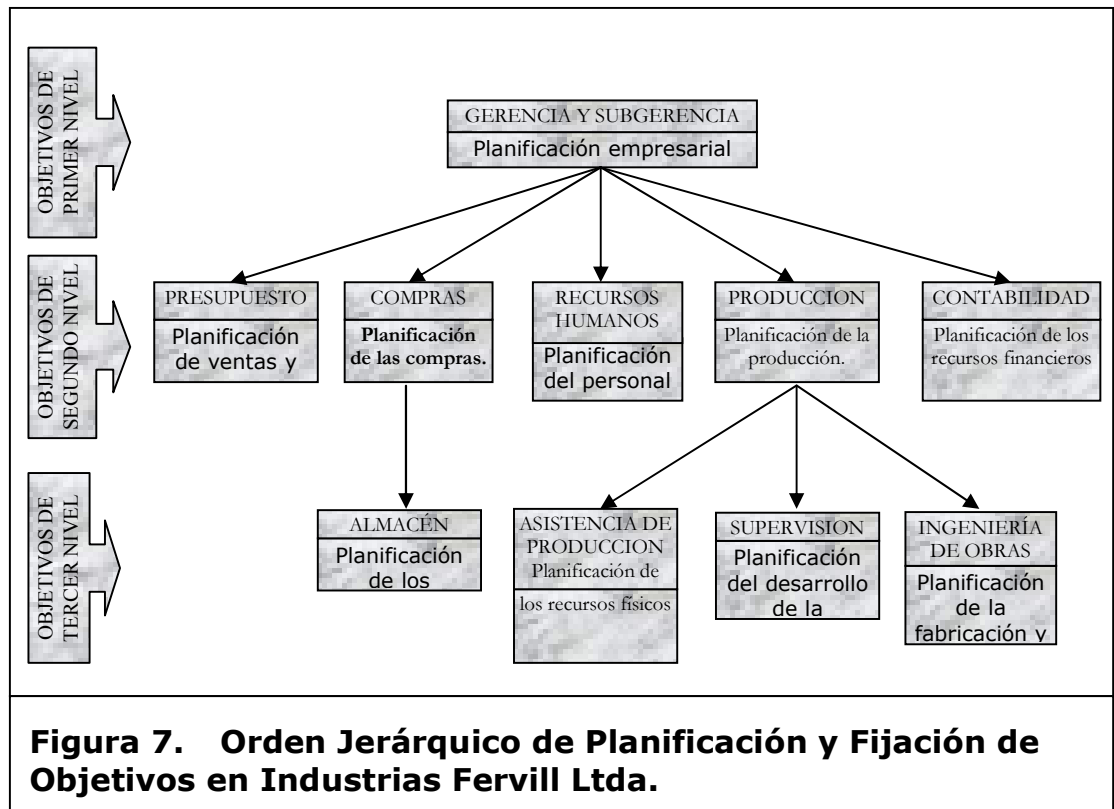 OBJETIVOS DE
PRIMER NIVEL
GERENCIA Y SUBGERENCIA
Planificación empresarial
OBJETIVOS DE
SEGUNDO NIVEL
PRESUPUESTO
Planificación
de ventas y
COMPRAS
Planificación
de las compras.
RECURSOS
HUMANOS
Planificación
del personal
PRODUCCION
Planificación de la
producción.
CONTABILIDAD
Planificación de los
recursos financieros
OBJETIVOS DE
TERCER NIVEL
ALMACÉN
Planificación
de los
ASISTENCIA DE
PRODUCCION
Planificación de
los recursos físicos
SUPERVISION
Planificación
del desarrollo
de la
INGENIERÍA
DE OBRAS
Planificación
de la
fabricación y
Figura 7. Orden Jerárquico de Planificación y Fijación de
Objetivos en Industrias Fervill Ltda.